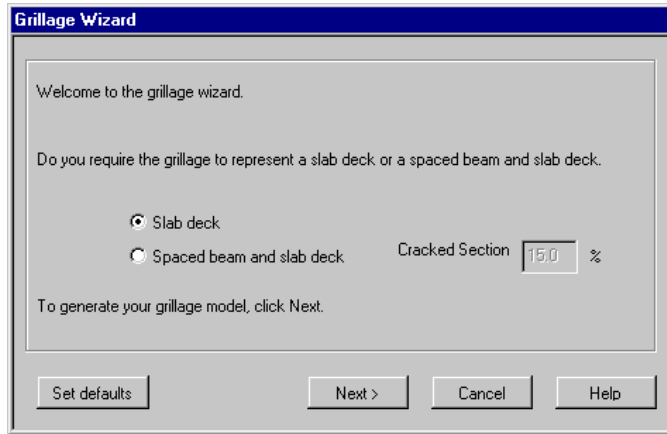 Grillage Wizard
Welcome to the grillage wizard.
Do you require the grillage to represent a slab deck or a spaced beam and slab deck.
Slab deck
Spaced beam and slab deck
Cracked Section 15.0 %
To generate your grillage model, click Next.
Set defaults Next > Cancel Help